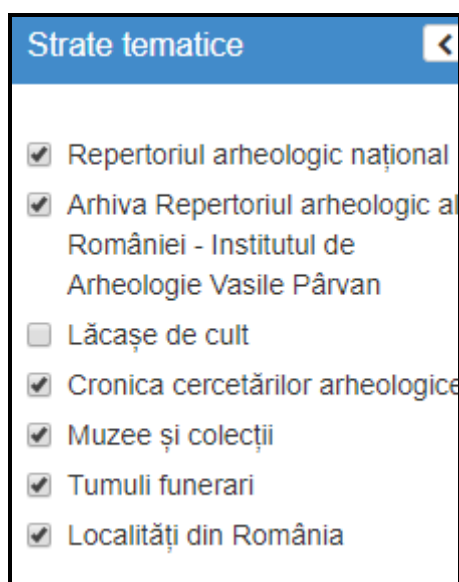 Strate tematice
Repertoriul arheologic național
Arhiva Repertoriul arheologic al
României - Institutul de
Arheologie Vasile Pârvan
Lăcașe de cult
Cronica cercetărilor arheologice
Muzee și colecții
Tumuli funerari
Localități din România